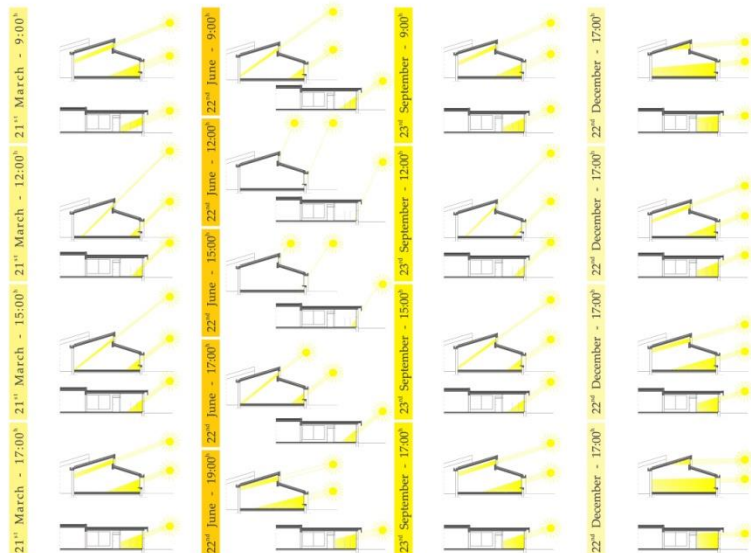 21st March - 9:00h
21st March - 12:00h
21st March - 15:00h
21st March - 17:00h
22nd June - 9:00h
22nd June - 12:00h
22nd June - 15:00h
22nd June - 17:00h
22nd June - 19:00h
23rd September - 9:00h
23rd September - 12:00h
23rd September - 15:00h
23rd September - 17:00h
22nd December - 17:00h
22nd December - 17:00h
22nd December - 17:00h
22nd December - 17:00h